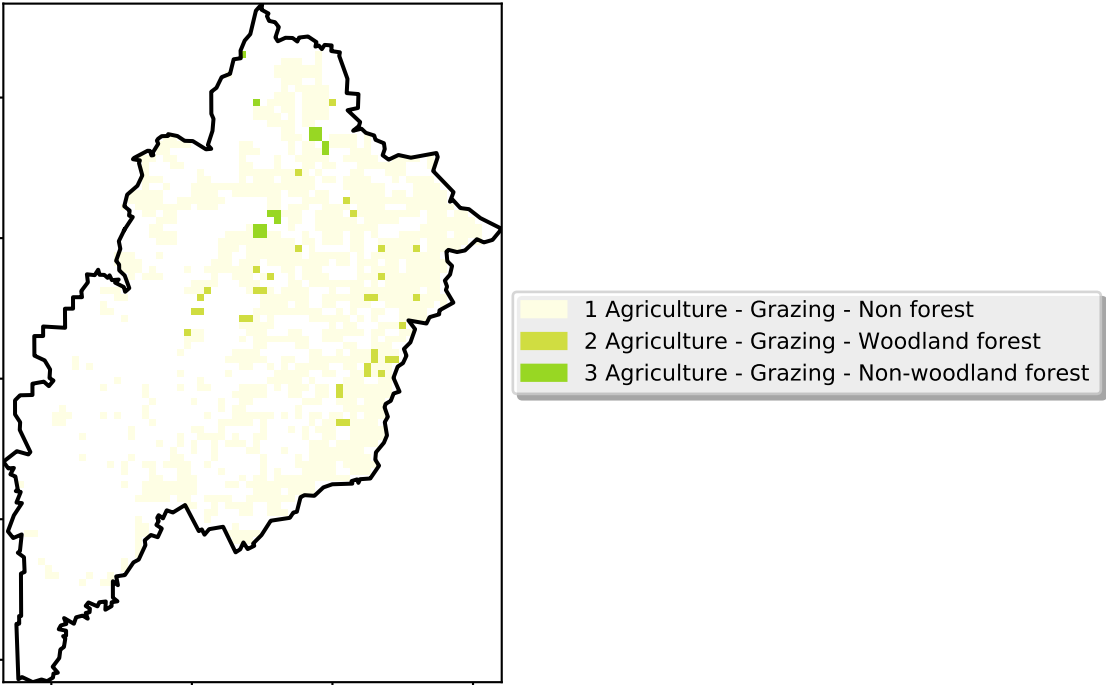 1 Agriculture - Grazing - Non forest
2 Agriculture - Grazing - Woodland forest
3 Agriculture - Grazing - Non-woodland forest